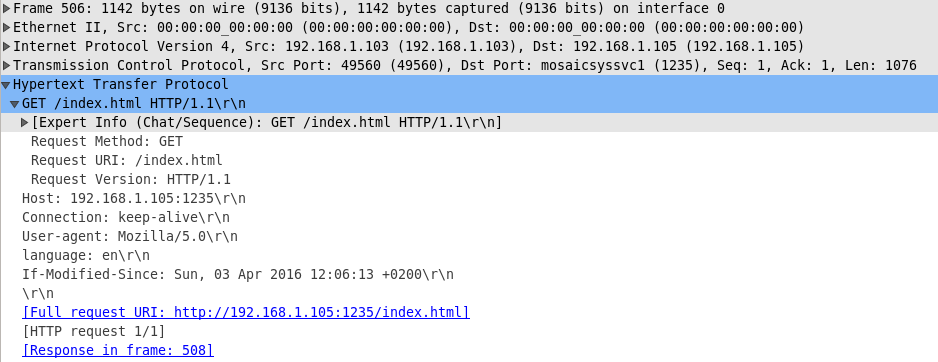 Frame 506: 1142 bytes on wire (9136 bits), 1142 bytes captured (9136 bits) on interface 0
Ethernet II, Src: 00:00:00_00:00:00 (00:00:00:00:00:00), Dst: 00:00:00_00:00:00 (00:00:00:00:00:00)
Internet Protocol Version 4, Src: 192.168.1.103 (192.168.1.103), Dst: 192.168.1.105 (192.168.1.105)
Transmission Control Protocol, Src Port: 49560 (49560), Dst Port: mosaicsyssvc1 (1235), Seq: 1, Ack: 1, Len: 1076
Hypertext Transfer Protocol
GET /index.html HTTP/1.1\r\n
[Expert Info (Chat/Sequence): GET /index.html HTTP/1.1\r\n]
Request Method: GET
Request URI: /index.html
Request Version: HTTP/1.1
Host: 192.168.1.105:1235\r\n
Connection: keep-alive\r\n
User-agent: Mozilla/5.0\r\n
language: en\r\n
If-Modified-Since: Sun, 03 Apr 2016 12:06:13 +0200\r\n
\r\n
[Full request URI: http://192.168.1.105:1235/index.html]
[HTTP request 1/1]
[Response in frame: 508]